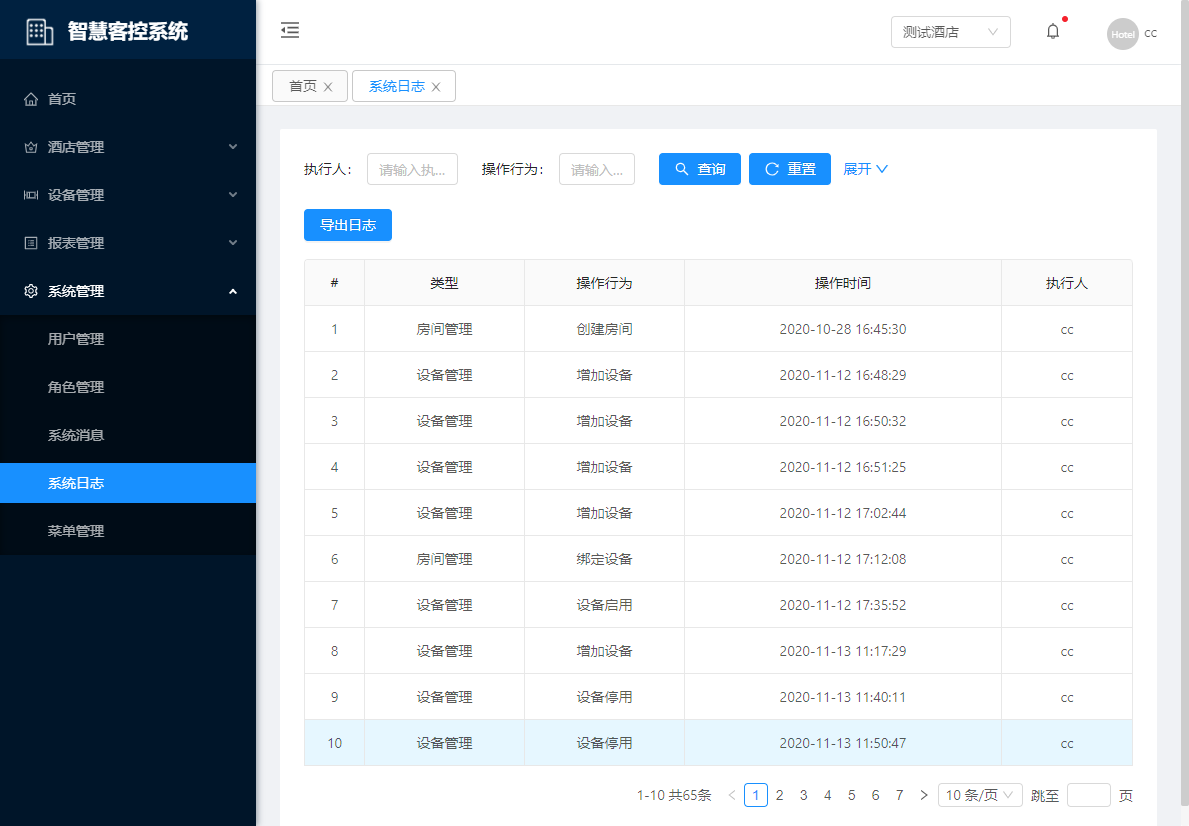 智慧客控系统
测试酒店
Hotel cc
首页
酒店管理
设备管理
报表管理
系统管理
用户管理
角色管理
系统消息
系统日志
菜单管理
首页 系统日志
执行人： 请输入执... 操作行为： 请输入... 查询 重置 展开
导出日志
# 类型 操作行为 操作时间 执行人
1 房间管理 创建房间 2020-10-28 16:45:30 cc
2 设备管理 增加设备 2020-11-12 16:48:29 cc
3 设备管理 增加设备 2020-11-12 16:50:32 cc
4 设备管理 增加设备 2020-11-12 16:51:25 cc
5 设备管理 增加设备 2020-11-12 17:02:44 cc
6 房间管理 绑定设备 2020-11-12 17:12:08 cc
7 设备管理 设备启用 2020-11-12 17:35:52 cc
8 设备管理 增加设备 2020-11-13 11:17:29 cc
9 设备管理 设备停用 2020-11-13 11:40:11 cc
10 设备管理 设备停用 2020-11-13 11:50:47 cc
1-10 共65条 < 1 2 3 4 5 6 7 > 10 条/页 跳至 页